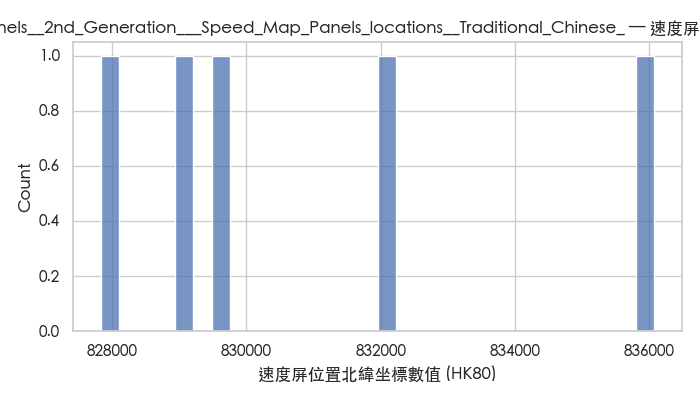 nels__2nd_Generation___Speed_Map_Panels_locations__Traditional_Chinese_ — 速度屏
1.0
0.8
0.6
0.4
0.2
0.0
Count
828000 830000 832000 834000 836000
速度屏位置北緯坐標數值 (HK80)